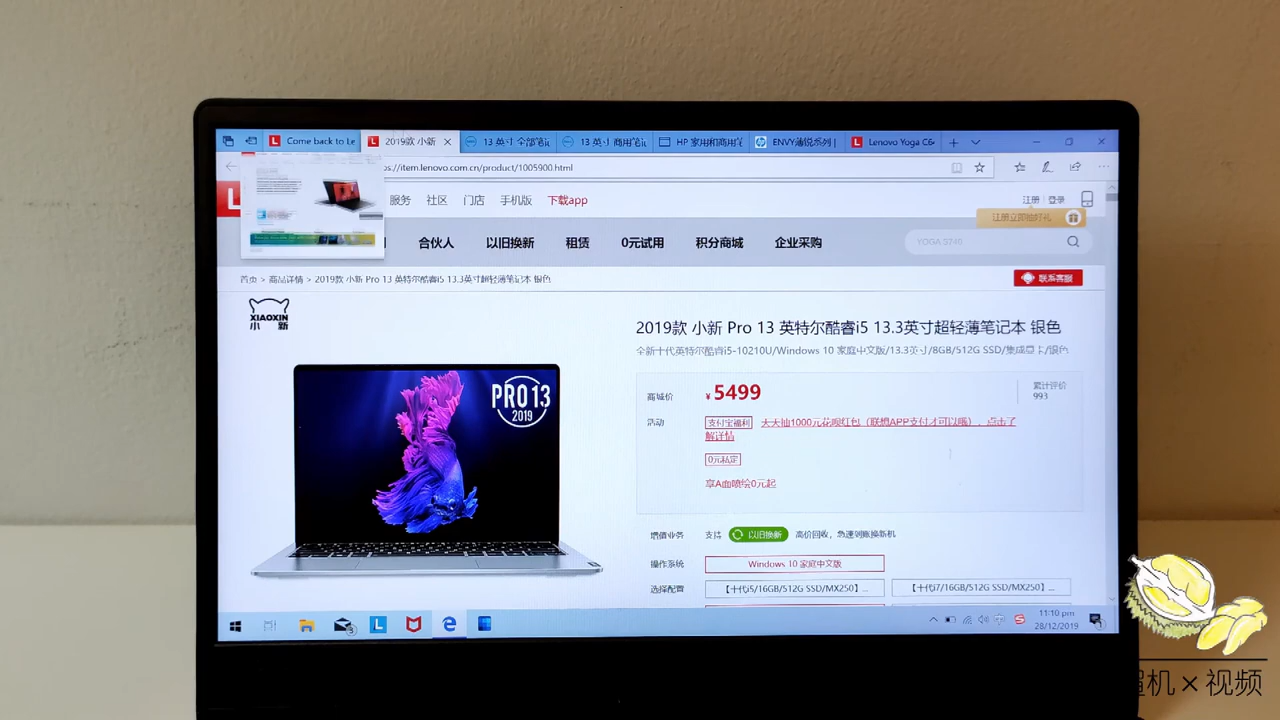 Come back to Le
2019款 小新
13 英寸 全部笔记
13 英寸 商用笔记
HP 家用和商用笔
ENVY薄锐系列 |
Lenovo Yoga C64
ps://item.lenovo.com.cn/product/1005900.html
服务 社区 门店 手机版 下载app
注册 登录
注册立即抽好礼
合伙人 以旧换新 租赁 0元试用 积分商城 企业采购
YOGA S740
首页 > 商品详情 > 2019款 小新 Pro 13 英特尔酷睿i5 13.3英寸超轻薄笔记本 银色
联系客服
XIAOXIN
小 新
2019款 小新 Pro 13 英特尔酷睿i5 13.3英寸超轻薄笔记本 银色
全新十代英特尔酷睿i5-10210U/Windows 10 家庭中文版/13.3英寸/8GB/512G SSD/集成显卡/银色
PRO 13
2019
商城价 ¥ 5499
累计评价
993
活动 支付宝福利 天天抽1000元花呗红包（联想APP支付才可以哦），点击了
解详情
0元私定
享A面喷绘0元起
增值业务 支持 以旧换新 高价回收，急速到账换新机
操作系统 Windows 10 家庭中文版
选择配置 【十代i5/16GB/512G SSD/MX250】... 【十代i7/16GB/512G SSD/MX250】...
11:10 pm
28/12/2019
机×视频